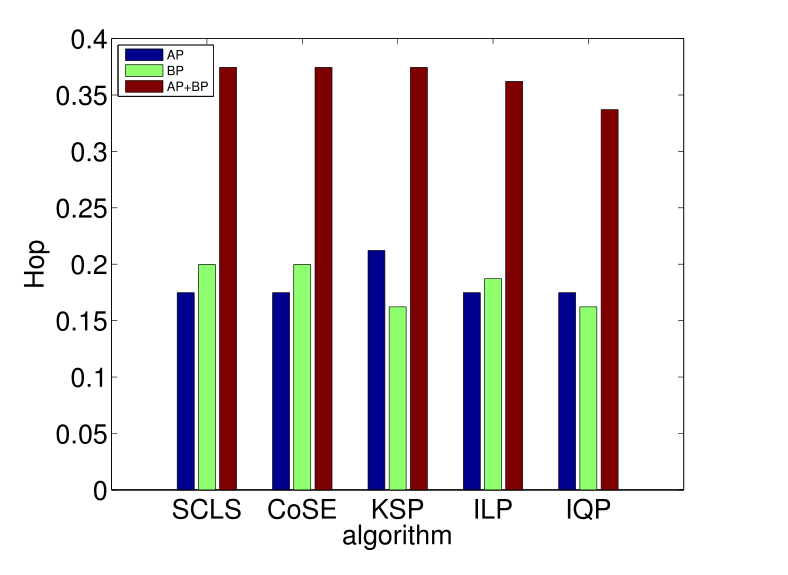 0.4
0.35
0.3
0.25
0.2
0.15
0.1
0.05
0
Hop
AP
BP
AP+BP
SCLS CoSE KSP ILP IQP
algorithm